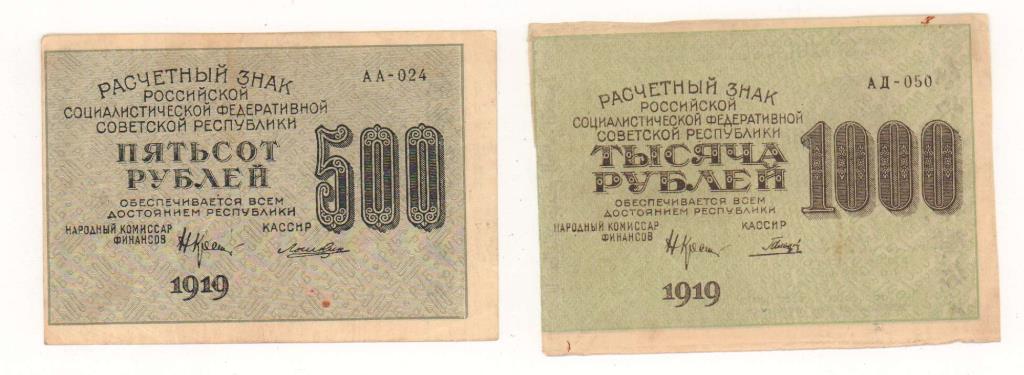 АА-024
РАСЧЕТНЫЙ ЗНАК
РОССИЙСКОЙ
СОЦИАЛИСТИЧЕСКОЙ ФЕДЕРАТИВНОЙ
СОВЕТСКОЙ РЕСПУБЛИКИ
ПЯТЬСОТ
РУБЛЕЙ
500
ОБЕСПЕЧИВАЕТСЯ ВСЕМ
ДОСТОЯНИЕМ РЕСПУБЛИКИ
НАРОДНЫЙ КОМИССАР
ФИНАНСОВ
КАССИР
1919
АД-050
РАСЧЕТНЫЙ ЗНАК
РОССИЙСКОЙ
СОЦИАЛИСТИЧЕСКОЙ ФЕДЕРАТИВНОЙ
СОВЕТСКОЙ РЕСПУБЛИКИ
ТЫСЯЧА
РУБЛЕЙ
1000
ОБЕСПЕЧИВАЕТСЯ ВСЕМ
ДОСТОЯНИЕМ РЕСПУБЛИКИ
НАРОДНЫЙ КОМИССАР
ФИНАНСОВ
КАССИР
1919